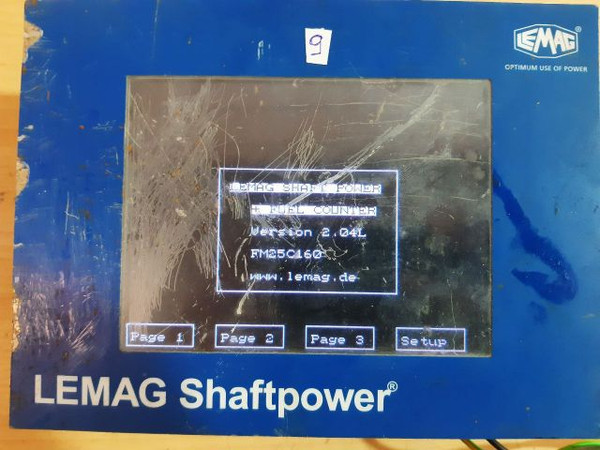 9
LEMAG®
OPTIMUM USE OF POWER
LEMAG SHAFT POWER
+ FUEL COUNTER
Version 2.04L
FM25C160
www.lemag.de
Page 1 Page 2 Page 3 Setup
LEMAG Shaftpower®